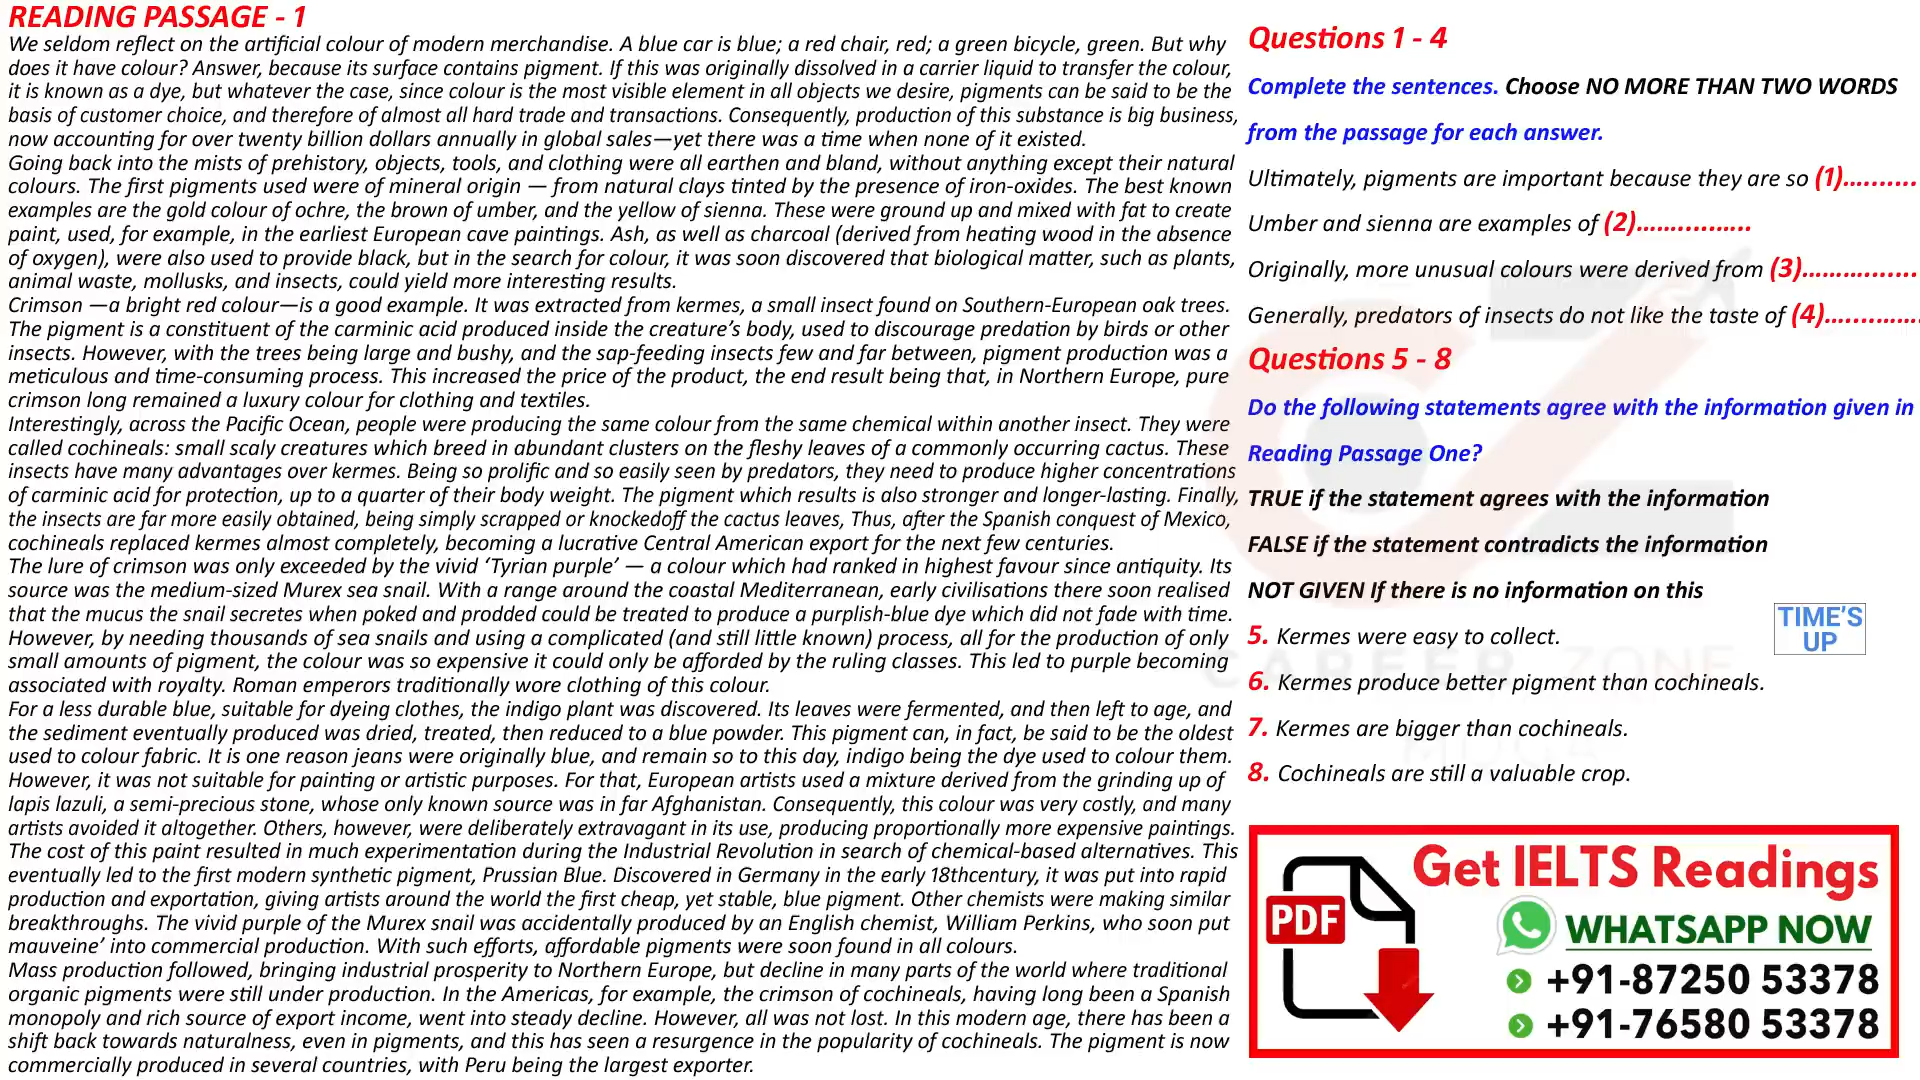 READING PASSAGE - 1
We seldom reflect on the artificial colour of modern merchandise. A blue car is blue; a red chair, red; a green bicycle, green. But why
does it have colour? Answer, because its surface contains pigment. If this was originally dissolved in a carrier liquid to transfer the colour,
it is known as a dye, but whatever the case, since colour is the most visible element in all objects we desire, pigments can be said to be the
basis of customer choice, and therefore of almost all hard trade and transactions. Consequently, production of this substance is big business,
now accounting for over twenty billion dollars annually in global sales—yet there was a time when none of it existed.
Going back into the mists of prehistory, objects, tools, and clothing were all earthen and bland, without anything except their natural
colours. The first pigments used were of mineral origin — from natural clays tinted by the presence of iron-oxides. The best known
examples are the gold colour of ochre, the brown of umber, and the yellow of sienna. These were ground up and mixed with fat to create
paint, used, for example, in the earliest European cave paintings. Ash, as well as charcoal (derived from heating wood in the absence
of oxygen), were also used to provide black, but in the search for colour, it was soon discovered that biological matter, such as plants,
animal waste, mollusks, and insects, could yield more interesting results.
Crimson —a bright red colour—is a good example. It was extracted from kermes, a small insect found on Southern-European oak trees.
The pigment is a constituent of the carminic acid produced inside the creature's body, used to discourage predation by birds or other
insects. However, with the trees being large and bushy, and the sap-feeding insects few and far between, pigment production was a
meticulous and time-consuming process. This increased the price of the product, the end result being that, in Northern Europe, pure
crimson long remained a luxury colour for clothing and textiles.
Interestingly, across the Pacific Ocean, people were producing the same colour from the same chemical within another insect. They were
called cochineals: small scaly creatures which breed in abundant clusters on the fleshy leaves of a commonly occurring cactus. These
insects have many advantages over kermes. Being so prolific and so easily seen by predators, they need to produce higher concentrations
of carminic acid for protection, up to a quarter of their body weight. The pigment which results is also stronger and longer-lasting. Finally,
the insects are far more easily obtained, being simply scrapped or knockedoff the cactus leaves, Thus, after the Spanish conquest of Mexico,
cochineals replaced kermes almost completely, becoming a lucrative Central American export for the next few centuries.
The lure of crimson was only exceeded by the vivid ‘Tyrian purple’ — a colour which had ranked in highest favour since antiquity. Its
source was the medium-sized Murex sea snail. With a range around the coastal Mediterranean, early civilisations there soon realised
that the mucus the snail secretes when poked and prodded could be treated to produce a purplish-blue dye which did not fade with time.
However, by needing thousands of sea snails and using a complicated (and still little known) process, all for the production of only
small amounts of pigment, the colour was so expensive it could only be afforded by the ruling classes. This led to purple becoming
associated with royalty. Roman emperors traditionally wore clothing of this colour.
For a less durable blue, suitable for dyeing clothes, the indigo plant was discovered. Its leaves were fermented, and then left to age, and
the sediment eventually produced was dried, treated, then reduced to a blue powder. This pigment can, in fact, be said to be the oldest
used to colour fabric. It is one reason jeans were originally blue, and remain so to this day, indigo being the dye used to colour them.
However, it was not suitable for painting or artistic purposes. For that, European artists used a mixture derived from the grinding up of
lapis lazuli, a semi-precious stone, whose only known source was in far Afghanistan. Consequently, this colour was very costly, and many
artists avoided it altogether. Others, however, were deliberately extravagant in its use, producing proportionally more expensive paintings.
The cost of this paint resulted in much experimentation during the Industrial Revolution in search of chemical-based alternatives. This
eventually led to the first modern synthetic pigment, Prussian Blue. Discovered in Germany in the early 18thcentury, it was put into rapid
production and exportation, giving artists around the world the first cheap, yet stable, blue pigment. Other chemists were making similar
breakthroughs. The vivid purple of the Murex snail was accidentally produced by an English chemist, William Perkins, who soon put
mauveine’ into commercial production. With such efforts, affordable pigments were soon found in all colours.
Mass production followed, bringing industrial prosperity to Northern Europe, but decline in many parts of the world where traditional
organic pigments were still under production. In the Americas, for example, the crimson of cochineals, having long been a Spanish
monopoly and rich source of export income, went into steady decline. However, all was not lost. In this modern age, there has been a
shift back towards naturalness, even in pigments, and this has seen a resurgence in the popularity of cochineals. The pigment is now
commercially produced in several countries, with Peru being the largest exporter.
Questions 1 - 4
Complete the sentences. Choose NO MORE THAN TWO WORDS
from the passage for each answer.
Ultimately, pigments are important because they are so (1)..........
Umber and sienna are examples of (2)...............
Originally, more unusual colours were derived from (3)...............
Generally, predators of insects do not like the taste of (4)............
Questions 5 - 8
Do the following statements agree with the information given in
Reading Passage One?
TRUE if the statement agrees with the information
FALSE if the statement contradicts the information
NOT GIVEN If there is no information on this
TIME'S
UP
5. Kermes were easy to collect.
6. Kermes produce better pigment than cochineals.
7. Kermes are bigger than cochineals.
8. Cochineals are still a valuable crop.
CAREER ZONE
MOGA
Get IELTS Readings
PDF
WHATSAPP NOW
+91-87250 53378
+91-76580 53378